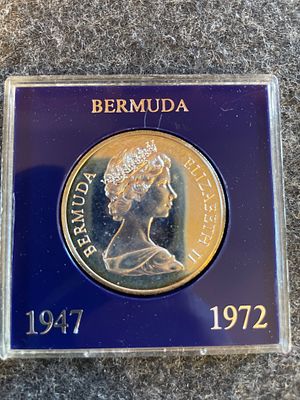 BERMUDA
BERMUDA
ELIZABETH II
1947
1972